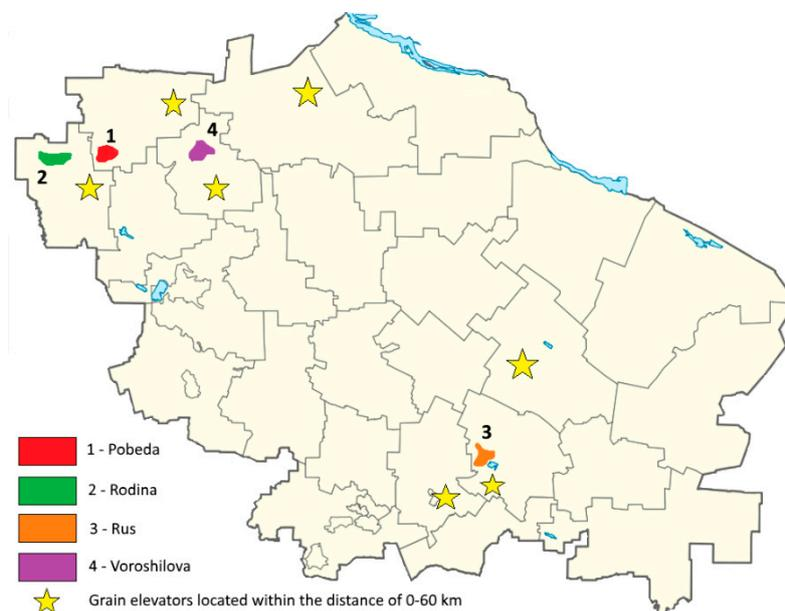 1
4
2
3
1 - Pobeda
2 - Rodina
3 - Rus
4 - Voroshilova
Grain elevators located within the distance of 0-60 km